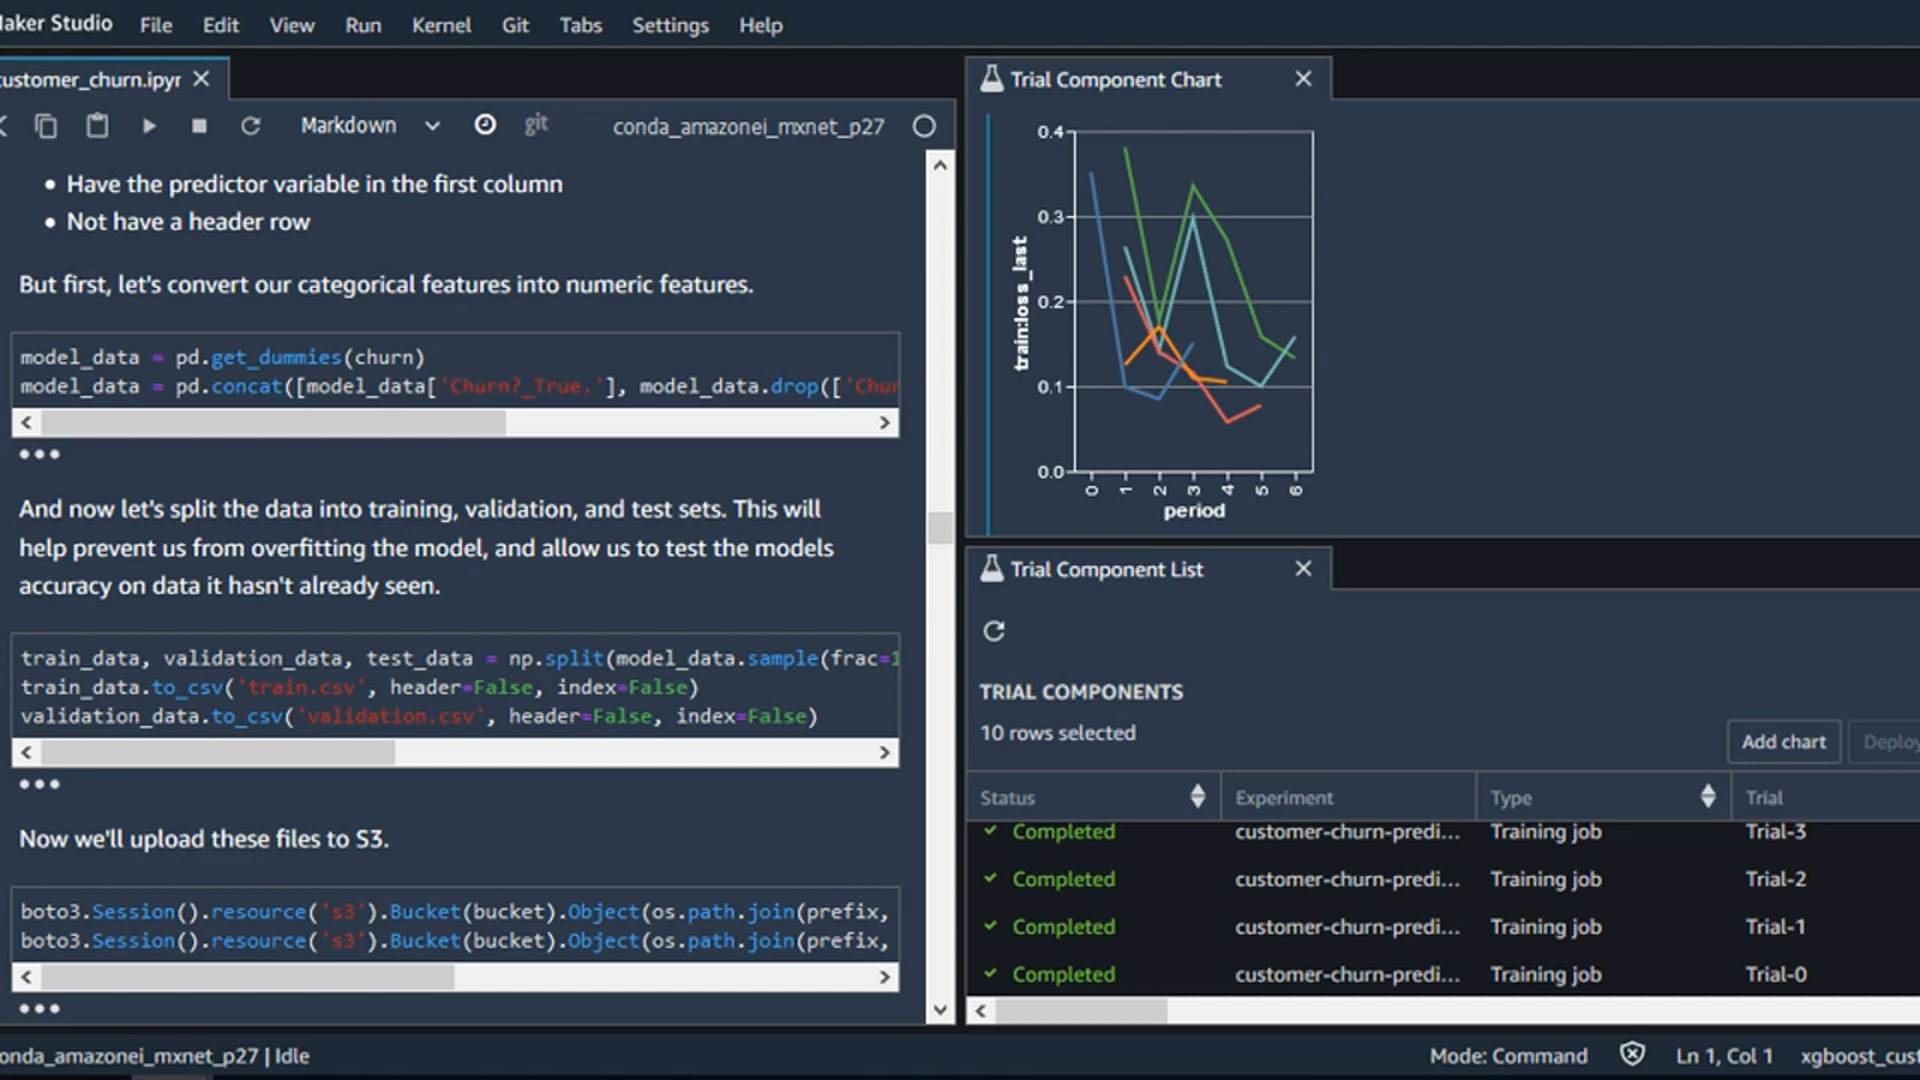 Maker Studio File Edit View Run Kernel Git Tabs Settings Help
customer_churn.ipyn
Markdown git conda_amazonei_mxnet_p27
• Have the predictor variable in the first column
• Not have a header row
But first, let's convert our categorical features into numeric features.
model_data = pd.get_dummies(churn)
model_data = pd.concat([model_data['Churn?_True.'], model_data.drop(['Chur
And now let's split the data into training, validation, and test sets. This will
help prevent us from overfitting the model, and allow us to test the models
accuracy on data it hasn't already seen.
train_data, validation_data, test_data = np.split(model_data.sample(frac=1
train_data.to_csv('train.csv', header=False, index=False)
validation_data.to_csv('validation.csv', header=False, index=False)
Now we'll upload these files to S3.
boto3.Session().resource('s3').Bucket(bucket).Object(os.path.join(prefix,
boto3.Session().resource('s3').Bucket(bucket).Object(os.path.join(prefix,
Trial Component Chart
train:loss_last
0.4
0.3
0.2
0.1
0.0
0 1 2 3 4 5 6
period
Trial Component List
TRIAL COMPONENTS
10 rows selected
Add chart Deploy
Status Experiment Type Trial
Completed customer-churn-predi... Training job Trial-3
Completed customer-churn-predi... Training job Trial-2
Completed customer-churn-predi... Training job Trial-1
Completed customer-churn-predi... Training job Trial-0
onda_amazonei_mxnet_p27 | Idle Mode: Command Ln 1, Col 1 xgboost_cust